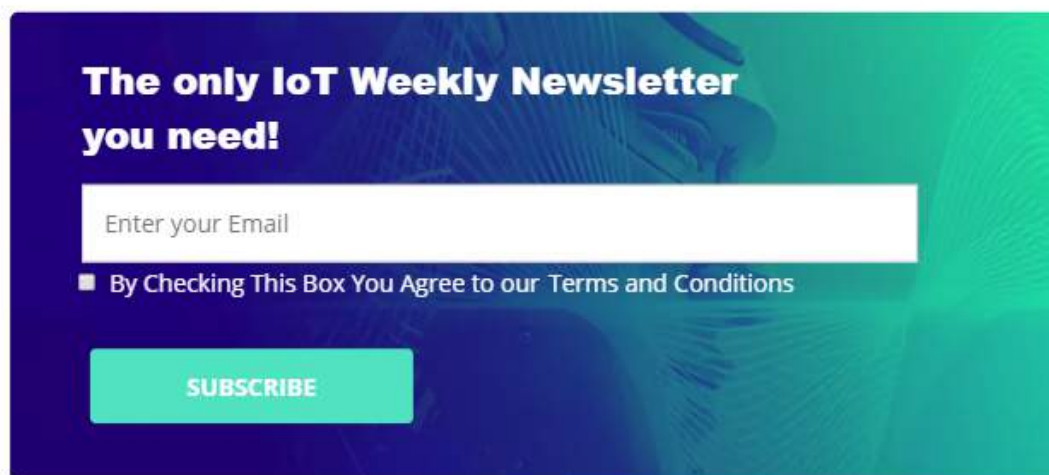 The only IoT Weekly Newsletter
you need!
Enter your Email
By Checking This Box You Agree to our Terms and Conditions
SUBSCRIBE